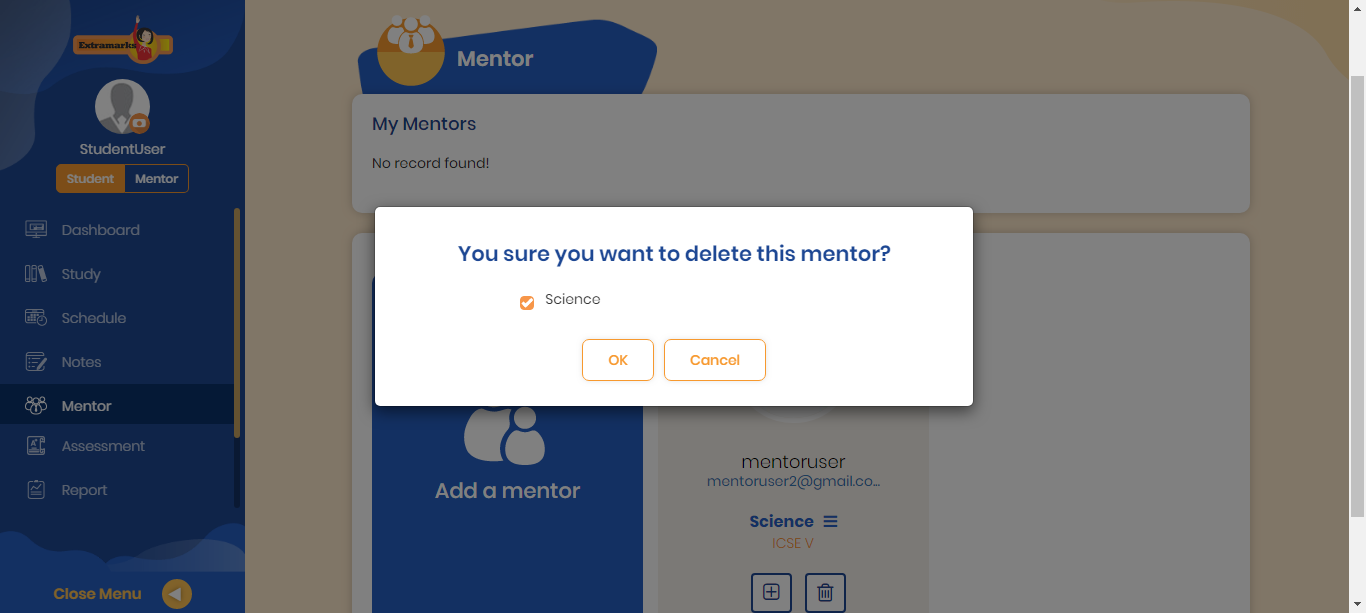 Extramarks
StudentUser
Student Mentor
Dashboard
Study
Schedule
Notes
Mentor
Assessment
Report
Close Menu
Mentor
My Mentors
No record found!
You sure you want to delete this mentor?
Science
OK Cancel
Add a mentor
mentoruser
mentoruser2@gmail.co...
Science
ICSE V